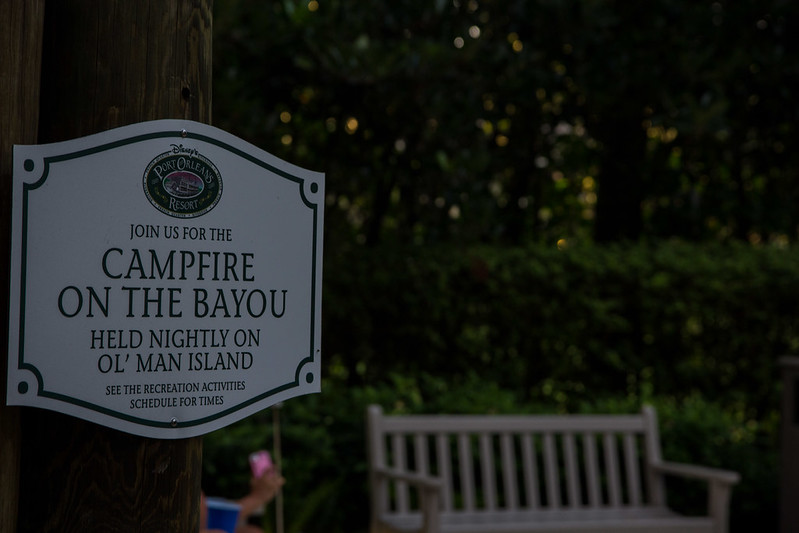 Disney's
PORT ORLEANS
RESORT
JOIN US FOR THE
CAMPFIRE
ON THE BAYOU
HELD NIGHTLY ON
OL' MAN ISLAND
SEE THE RECREATION ACTIVITIES
SCHEDULE FOR TIMES